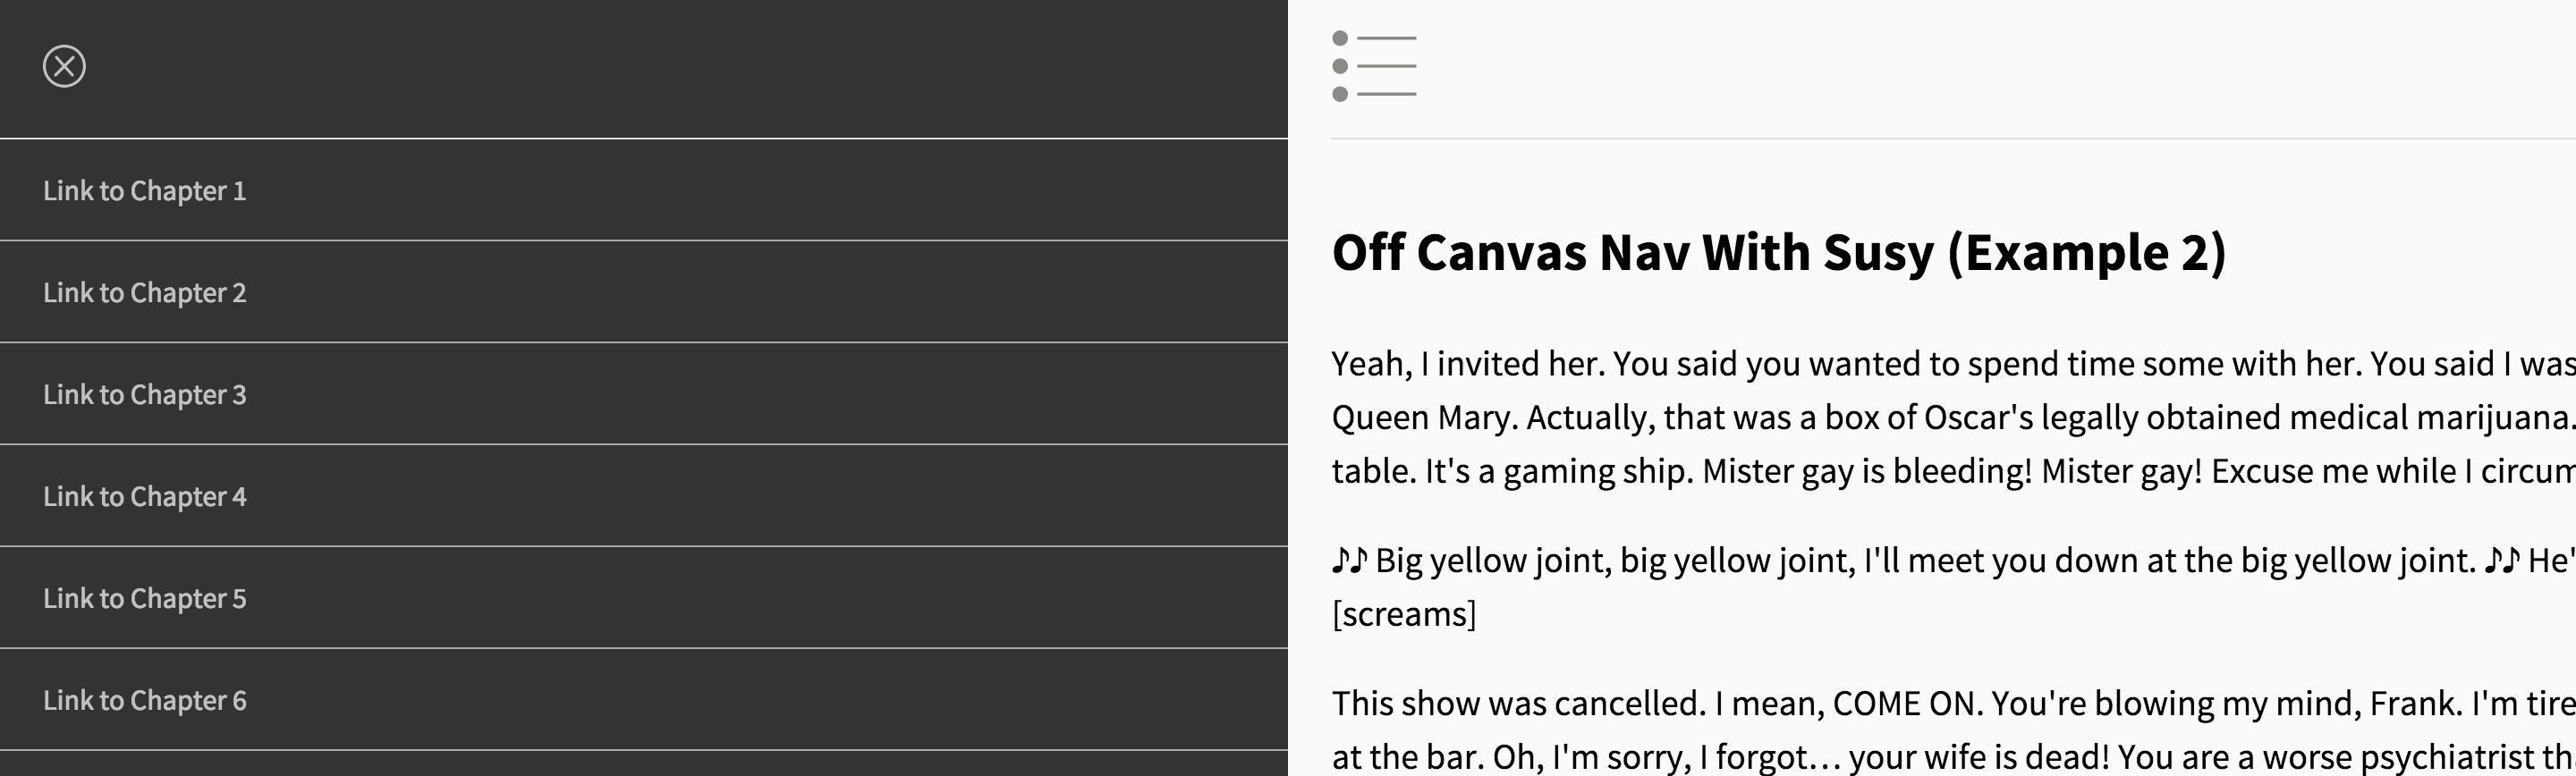 Link to Chapter 1
Link to Chapter 2
Link to Chapter 3
Link to Chapter 4
Link to Chapter 5
Link to Chapter 6
Off Canvas Nav With Susy (Example 2)
Yeah, I invited her. You said you wanted to spend time some with her. You said I was
Queen Mary. Actually, that was a box of Oscar's legally obtained medical marijuana.
table. It's a gaming ship. Mister gay is bleeding! Mister gay! Excuse me while I circum
♪♪ Big yellow joint, big yellow joint, I'll meet you down at the big yellow joint. ♪♪ He'
[screams]
This show was cancelled. I mean, COME ON. You're blowing my mind, Frank. I'm tire
at the bar. Oh, I'm sorry, I forgot… your wife is dead! You are a worse psychiatrist th